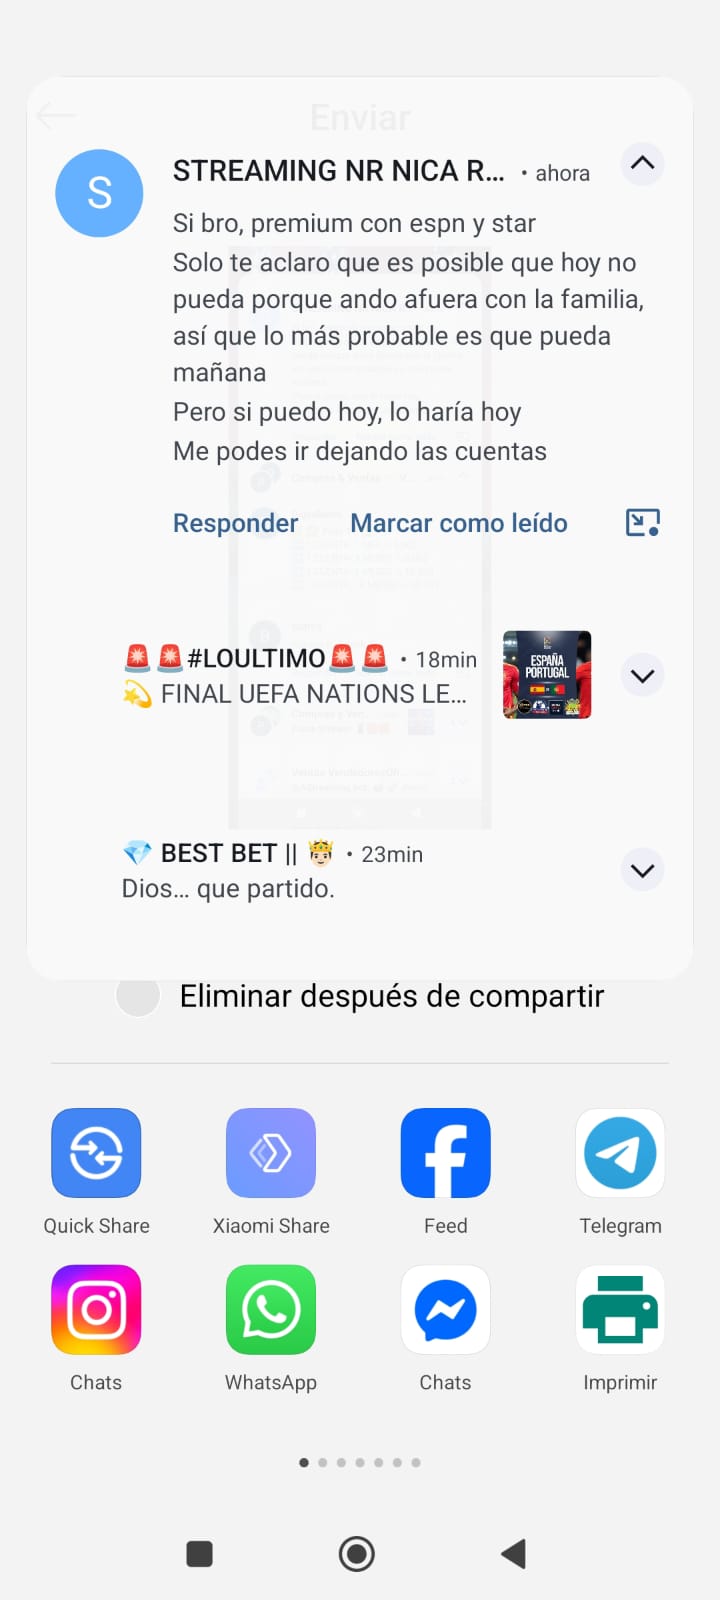 Enviar
STREAMING NR NICA R... • ahora
Si bro, premium con espn y star
Solo te aclaro que es posible que hoy no
pueda porque ando afuera con la familia,
así que lo más probable es que pueda
mañana
Pero si puedo hoy, lo haría hoy
Me podes ir dejando las cuentas
Responder Marcar como leído
🚨🚨#LOULTIMO🚨🚨 • 18min
💫 FINAL UEFA NATIONS LE...
ESPAÑA
PORTUGAL
💎 BEST BET || 🤴🏻 • 23min
Dios... que partido.
Eliminar después de compartir
Quick Share Xiaomi Share Feed Telegram
Chats WhatsApp Chats Imprimir